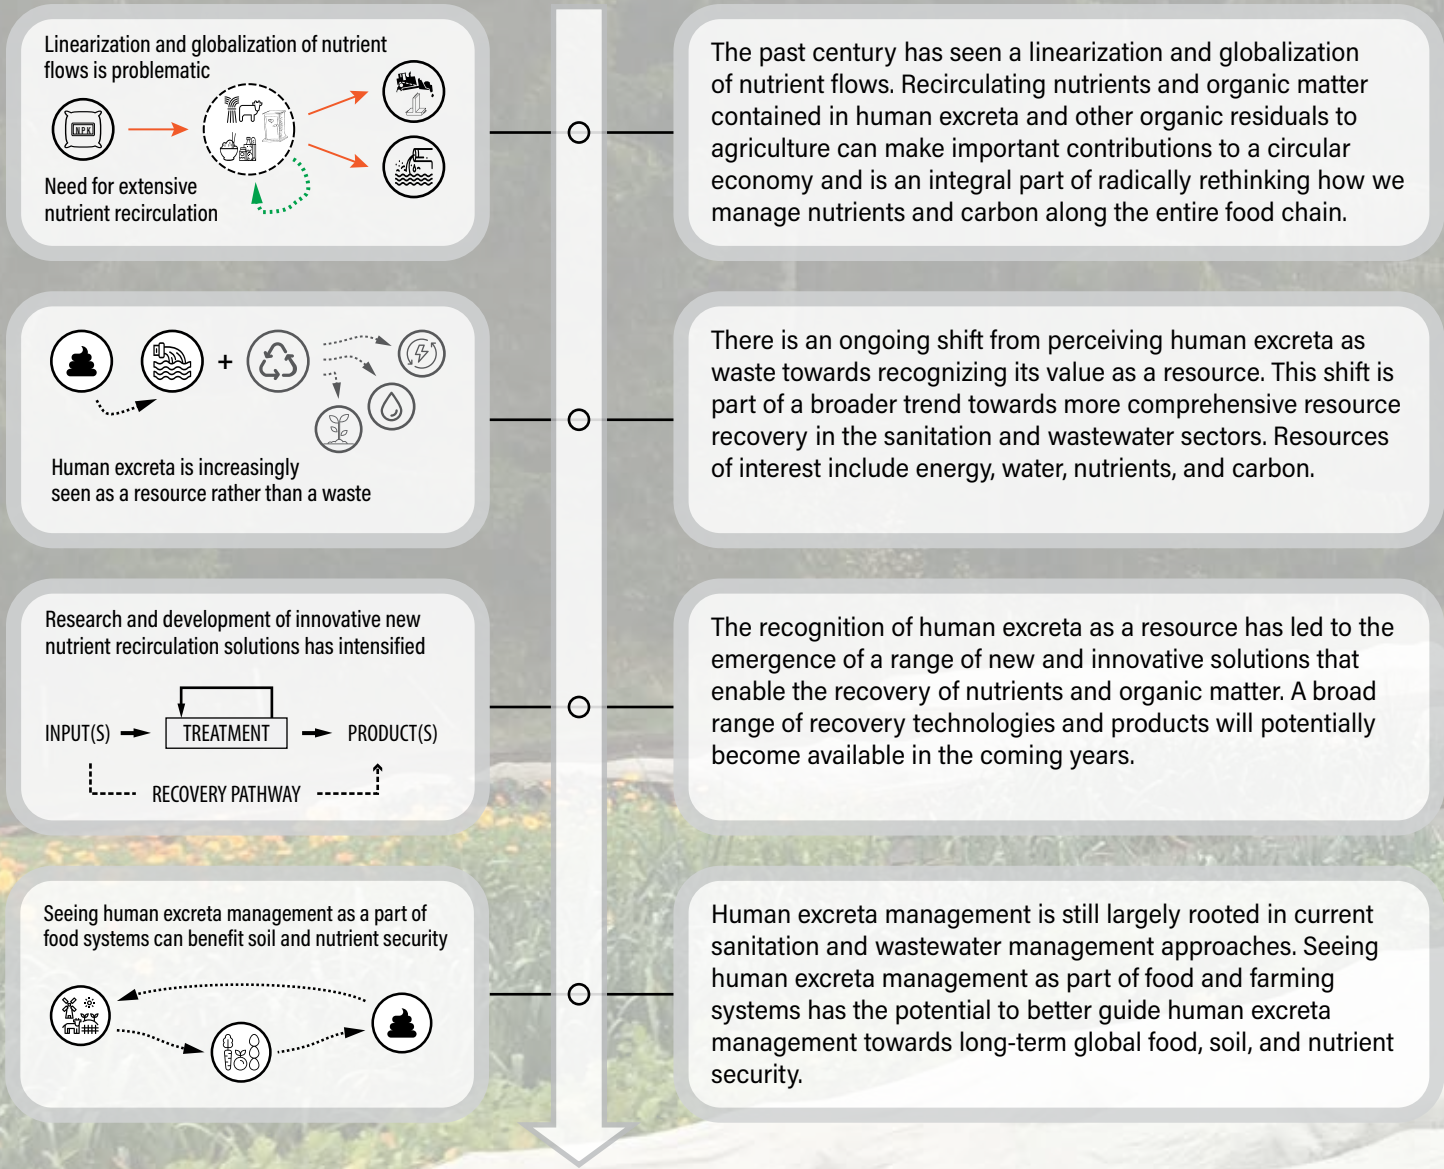 Linearization and globalization of nutrient
flows is problematic
NPK
Need for extensive
nutrient recirculation
The past century has seen a linearization and globalization
of nutrient flows. Recirculating nutrients and organic matter
contained in human excreta and other organic residuals to
agriculture can make important contributions to a circular
economy and is an integral part of radically rethinking how we
manage nutrients and carbon along the entire food chain.
+
Human excreta is increasingly
seen as a resource rather than a waste
There is an ongoing shift from perceiving human excreta as
waste towards recognizing its value as a resource. This shift is
part of a broader trend towards more comprehensive resource
recovery in the sanitation and wastewater sectors. Resources
of interest include energy, water, nutrients, and carbon.
Research and development of innovative new
nutrient recirculation solutions has intensified
INPUT(S) TREATMENT PRODUCT(S)
RECOVERY PATHWAY
The recognition of human excreta as a resource has led to the
emergence of a range of new and innovative solutions that
enable the recovery of nutrients and organic matter. A broad
range of recovery technologies and products will potentially
become available in the coming years.
Seeing human excreta management as a part of
food systems can benefit soil and nutrient security
Human excreta management is still largely rooted in current
sanitation and wastewater management approaches. Seeing
human excreta management as part of food and farming
systems has the potential to better guide human excreta
management towards long-term global food, soil, and nutrient
security.